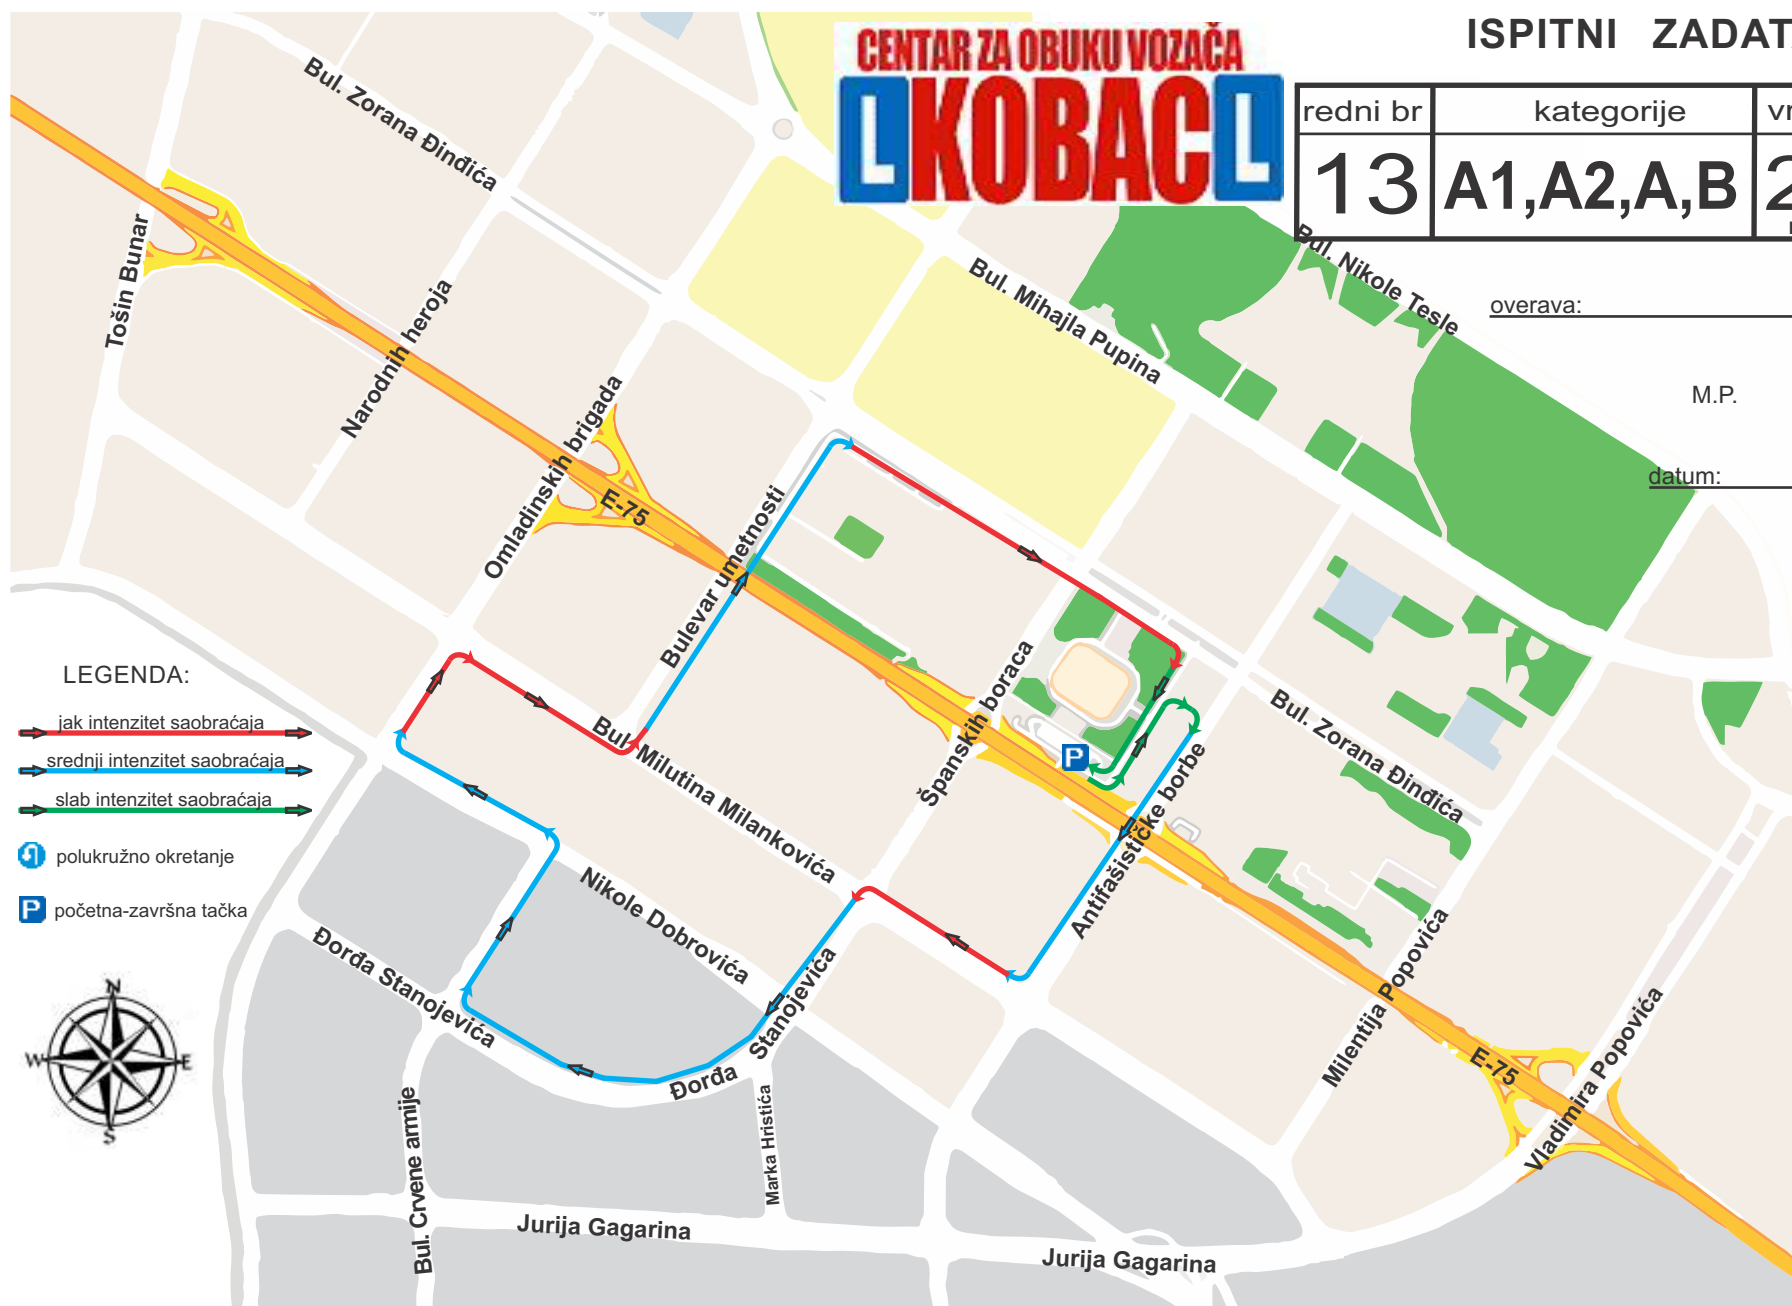 CENTAR ZA OBUKU VOZAČA
L KOBAC L
ISPITNI ZADAT
redni br kategorije vr
13 A1,A2,A,B 2
overava:
M.P.
datum:
Bul. Zorana Đinđića
Tošin Bunar
Narodnih heroja
Omladinskih brigada
E-75
Bulevar umetnosti
Bul. Mihajla Pupina
Bul. Nikole Tesle
Španskih boraca
Bul. Zorana Đinđića
Antifašističke borbe
Bul. Milutina Milankovića
Nikole Dobrovića
Đorđa Stanojevića
Đorđa Stanojevića
Marka Hristića
Bul. Crvene armije
Jurija Gagarina
Jurija Gagarina
Milentija Popovića
Vladimira Popovića
E-75
P
LEGENDA:
jak intenzitet saobraćaja
srednji intenzitet saobraćaja
slab intenzitet saobraćaja
polukružno okretanje
P početna-završna tačka
N
W E
S